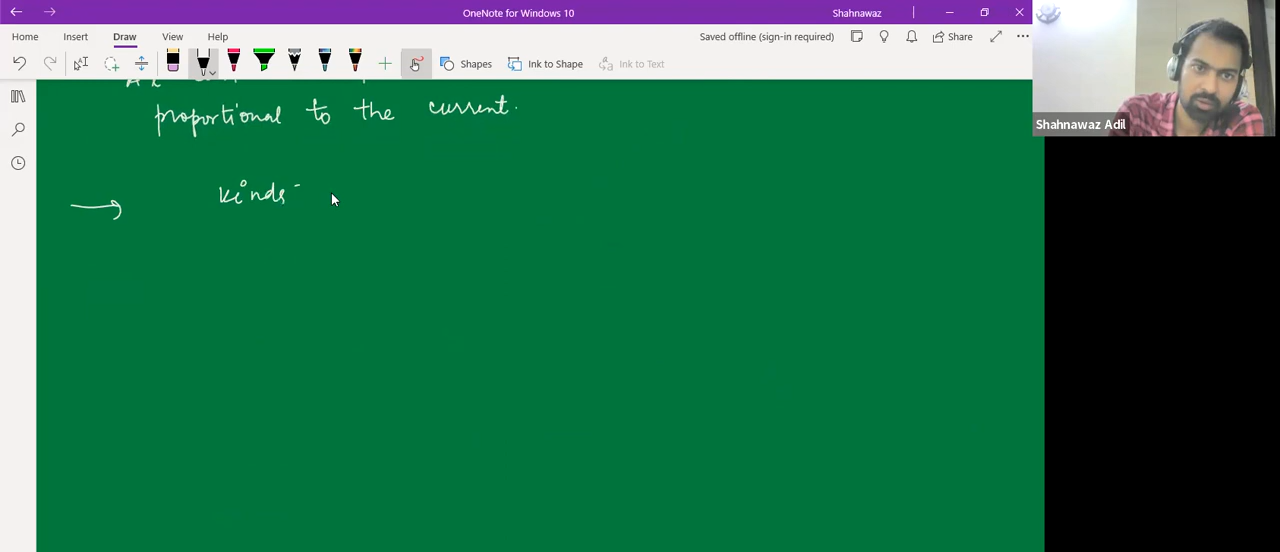 OneNote for Windows 10
Shahnawaz
Home Insert Draw View Help
Saved offline (sign-in required)
Share
Shapes
Ink to Shape
Ink to Text
Shahnawaz Adil
proportional to the current.
kinds